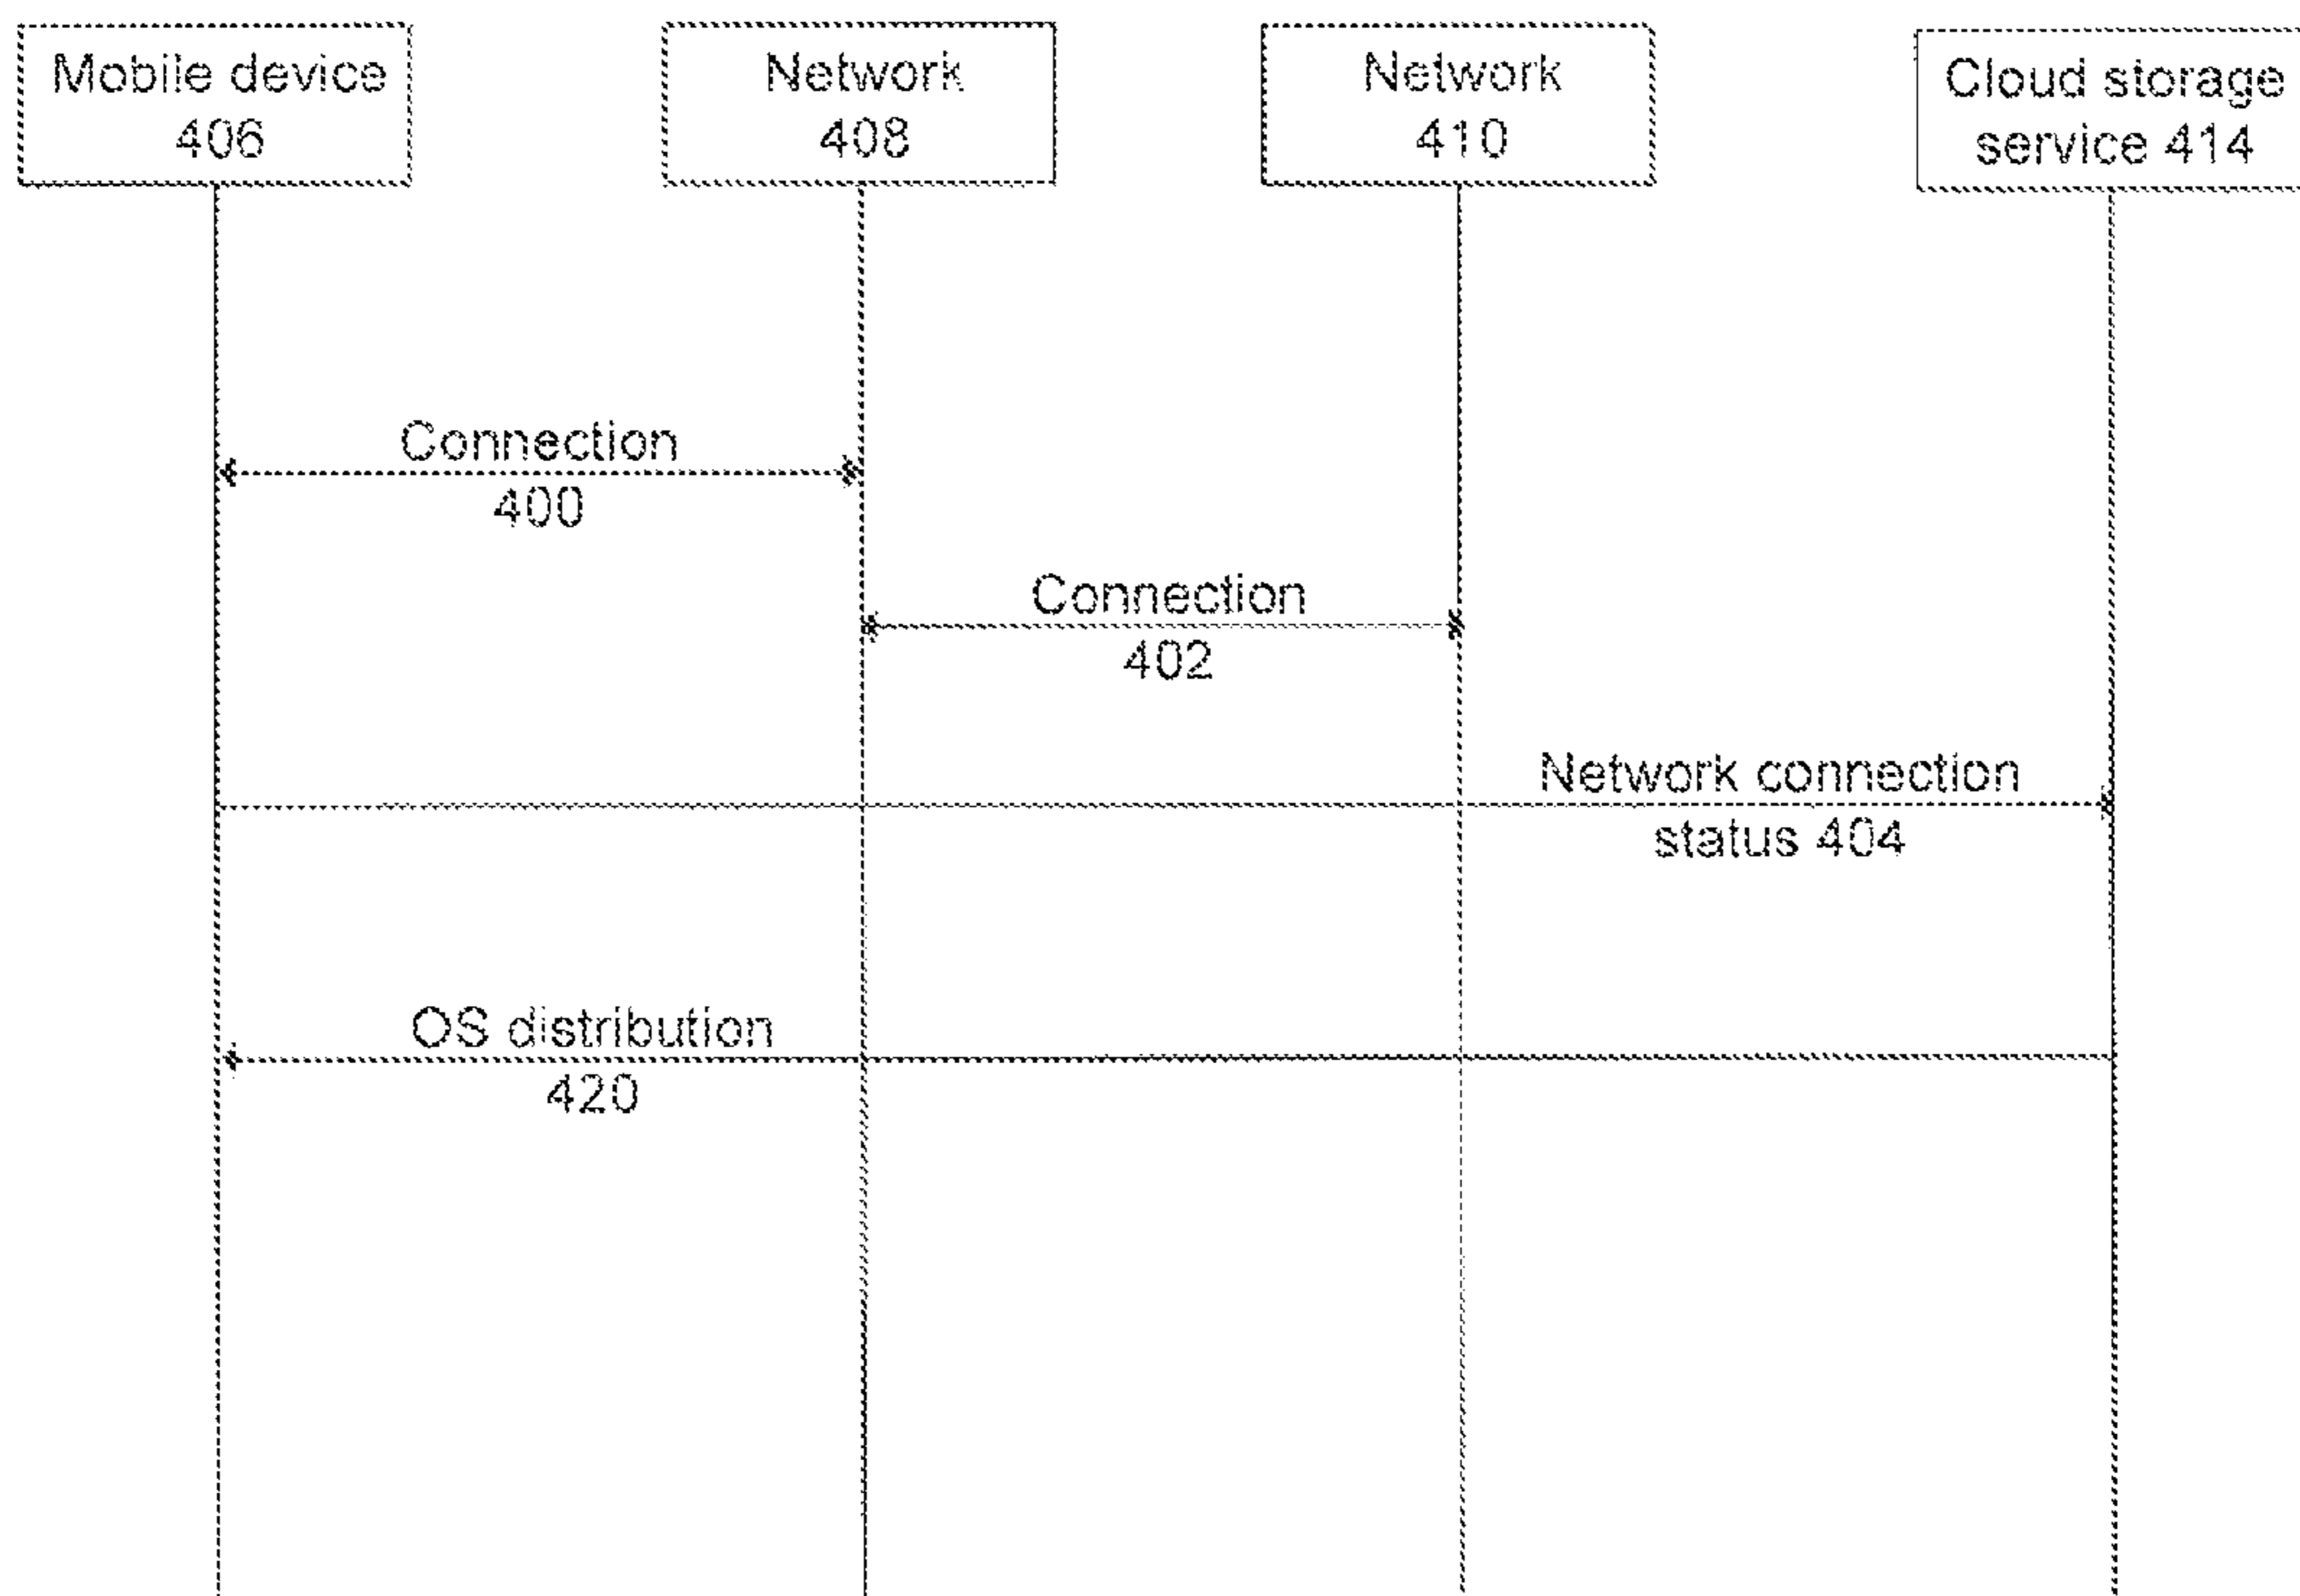 Mobile device
406
Network
408
Network
410
Cloud storage
service 414
Connection
400
Connection
402
Network connection
status 404
OS distribution
420